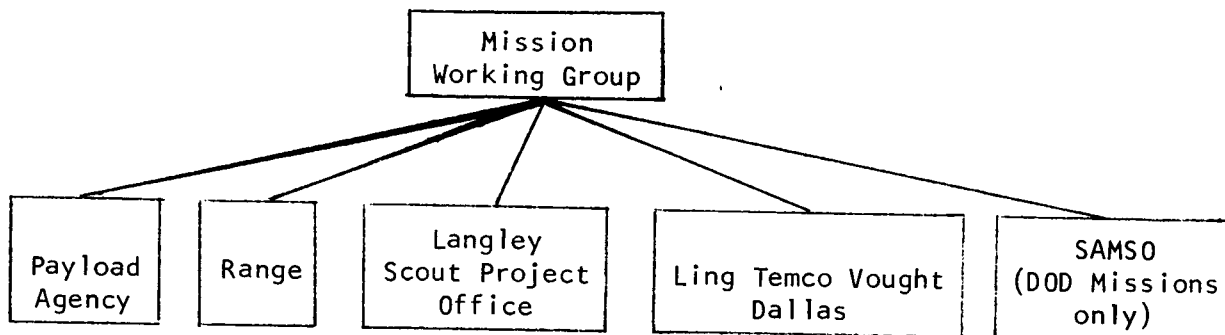 Mission
Working Group
Payload
Agency
Range
Langley
Scout Project
Office
Ling Temco Vought
Dallas
SAMSO
(DOD Missions
only)